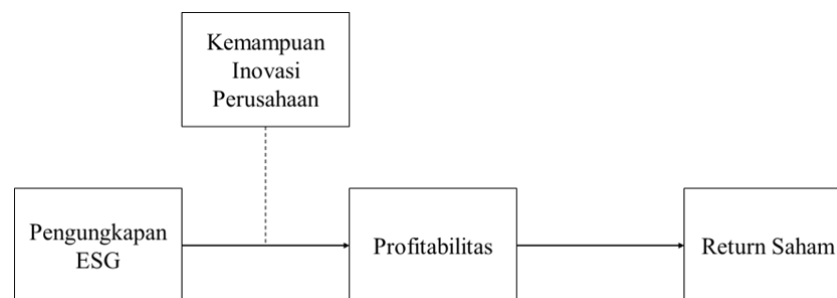 Kemampuan
Inovasi
Perusahaan
Pengungkapan
ESG
Profitabilitas
Return Saham